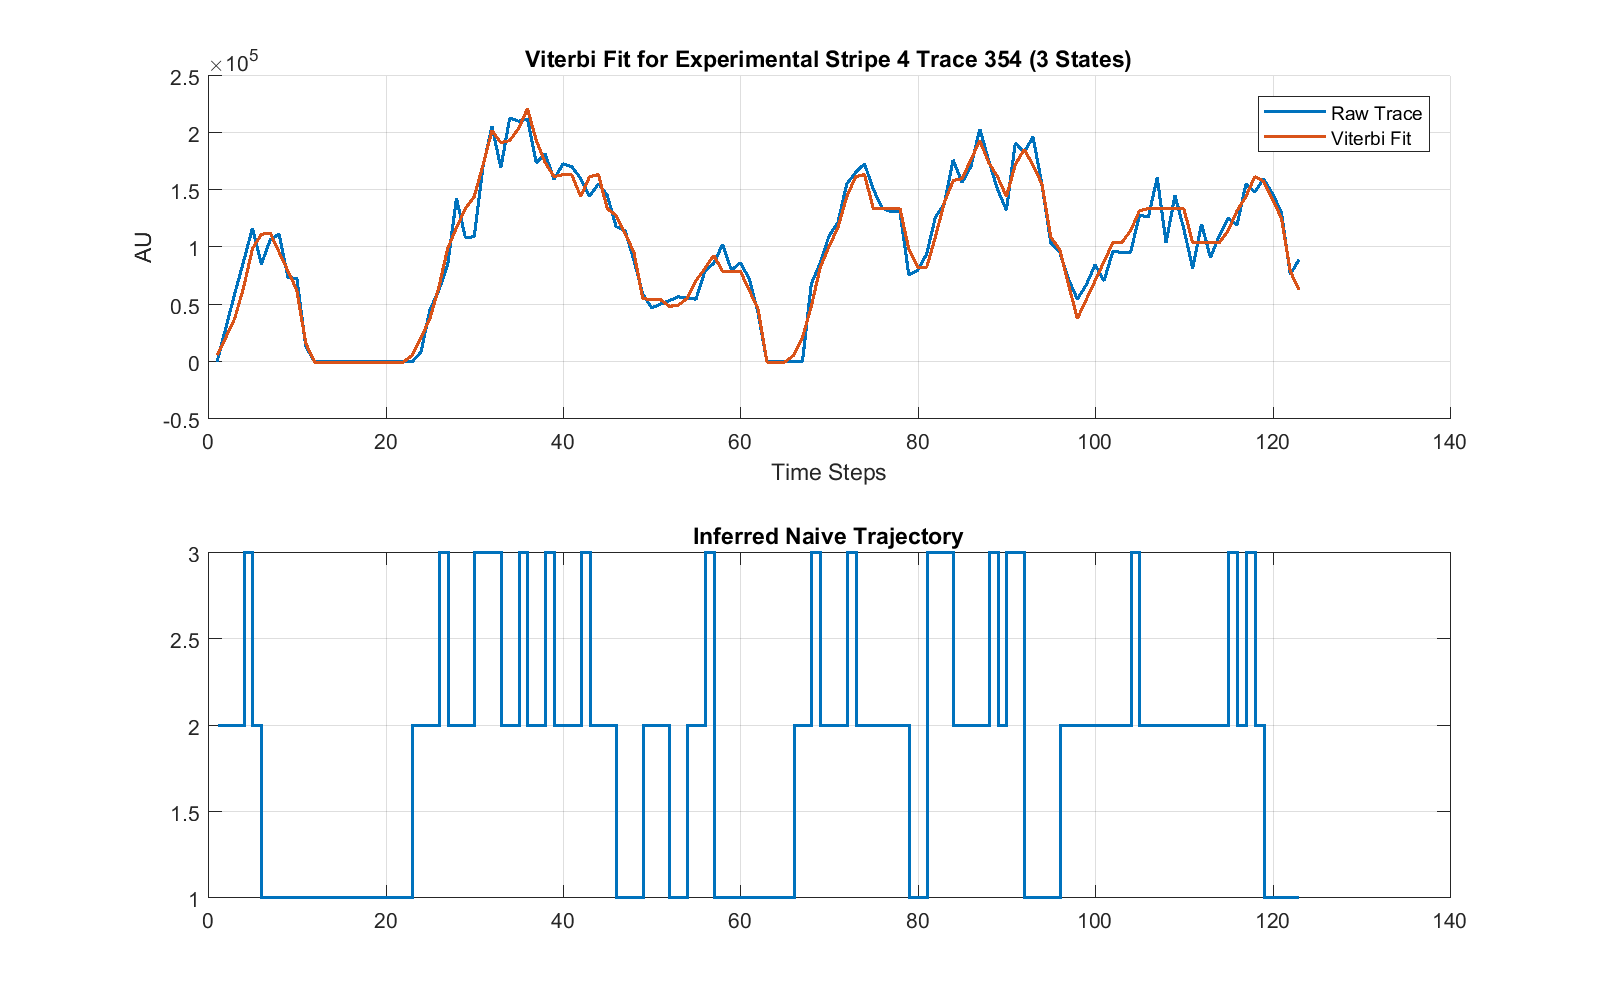 Viterbi Fit for Experimental Stripe 4 Trace 354 (3 States)
×10^5
2.5
2
1.5
1
0.5
0
-0.5
AU
Raw Trace
Viterbi Fit
0 20 40 60 80 100 120 140
Time Steps
Inferred Naive Trajectory
3
2.5
2
1.5
1
0 20 40 60 80 100 120 140